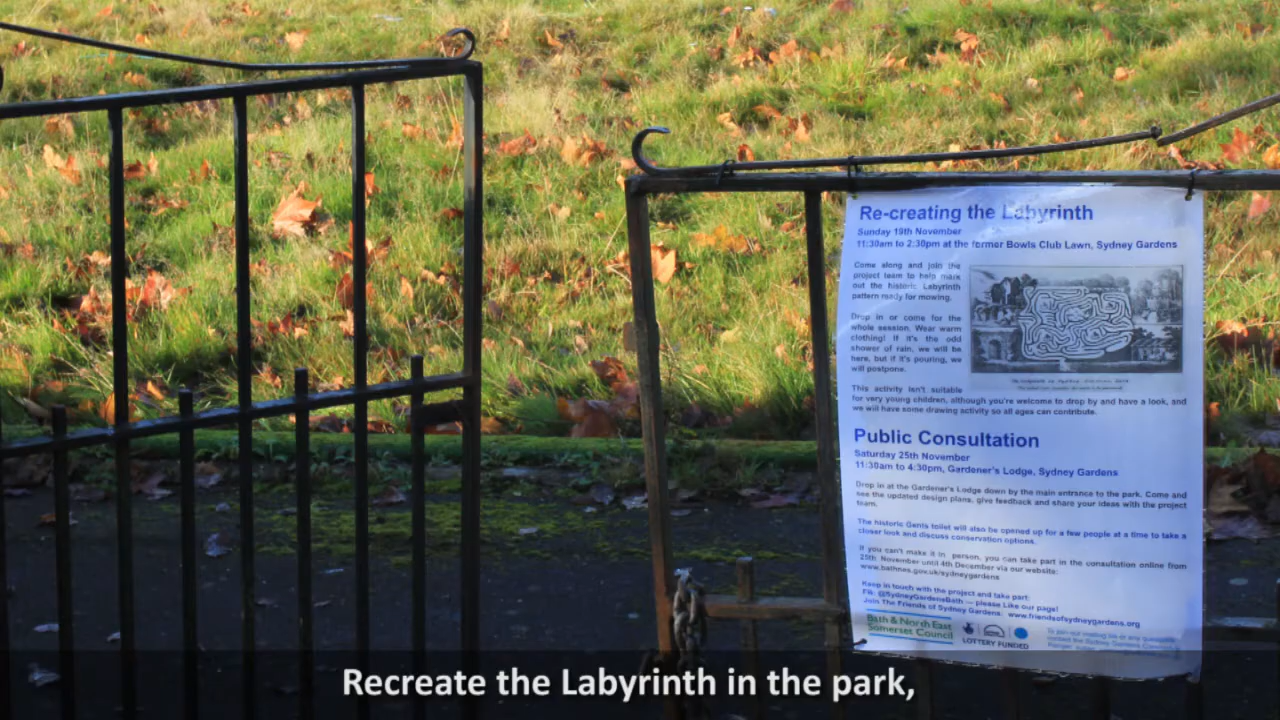 Re-creating the Labyrinth
Sunday 19th November
11:30am to 2:30pm at the former Bowls Club Lawn, Sydney Gardens
Come along and join the
project team to help mark
out the historic Labyrinth
pattern ready for mowing.
Drop in or come for the
whole session. Wear warm
clothing! If it's the odd
shower of rain, we will be
here, but if it's pouring, we
will postpone.
This activity isn't suitable
for very young children, although you're welcome to drop by and have a look, and
we will have some drawing activity so all ages can contribute.
Public Consultation
Saturday 25th November
11:30am to 4:30pm, Gardener's Lodge, Sydney Gardens
Drop in at the Gardener's Lodge down by the main entrance to the park. Come and
see the updated design plans, give feedback and share your ideas with the project
team.
The historic Gents toilet will also be opened up for a few people at a time to take a
closer look and discuss conservation options.
If you can't make it in person, you can take part in the consultation online from
25th November until 4th December via our website:
www.bathnes.gov.uk/sydneygardens
Keep in touch with the project and take part:
FB: @SydneyGardensBath — please Like our page!
Join The Friends of Sydney Gardens: www.friendsofsydneygardens.org
Bath & North East
Somerset Council
LOTTERY FUNDED
Recreate the Labyrinth in the park,